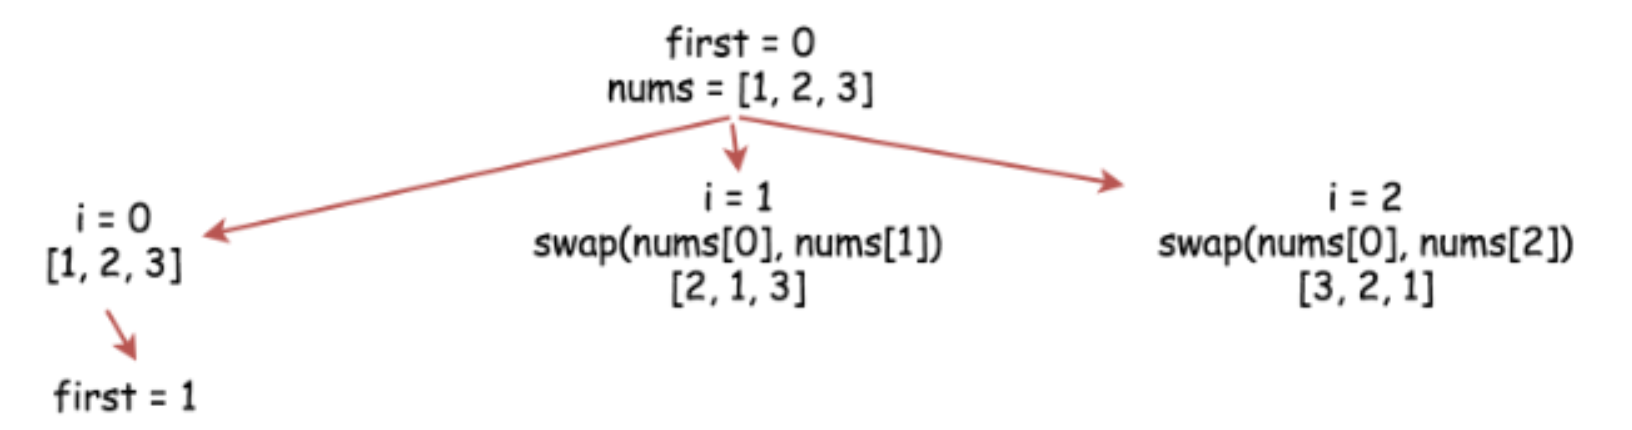 first = 0
nums = [1, 2, 3]
i = 0
[1, 2, 3]
i = 1
swap(nums[0], nums[1])
[2, 1, 3]
i = 2
swap(nums[0], nums[2])
[3, 2, 1]
first = 1